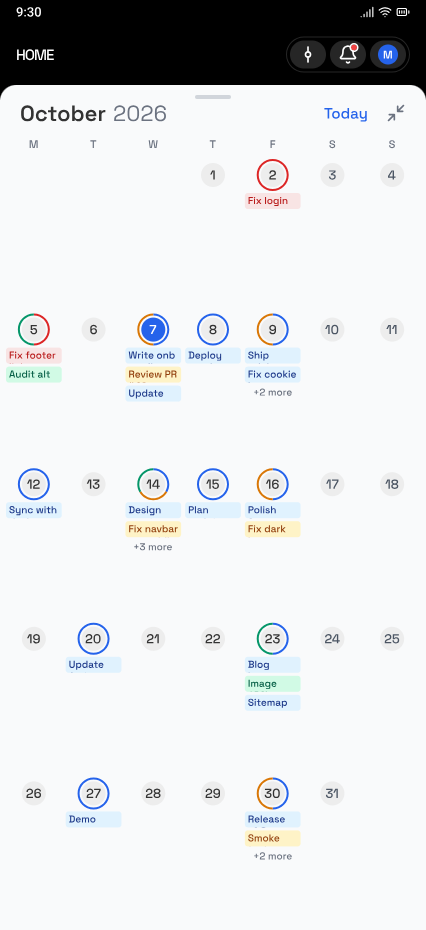 9:30
HOME
M
October 2026
Today
M T W T F S S
1 2 3 4
Fix login
5 6 7 8 9 10 11
Fix footer Write onb Deploy Ship
Audit alt Review PR Fix cookie
Update +2 more
12 13 14 15 16 17 18
Sync with Design Plan Polish
Fix navbar Fix dark
+3 more
19 20 21 22 23 24 25
Update Blog
Image
Sitemap
26 27 28 29 30 31
Demo Release
Smoke
+2 more